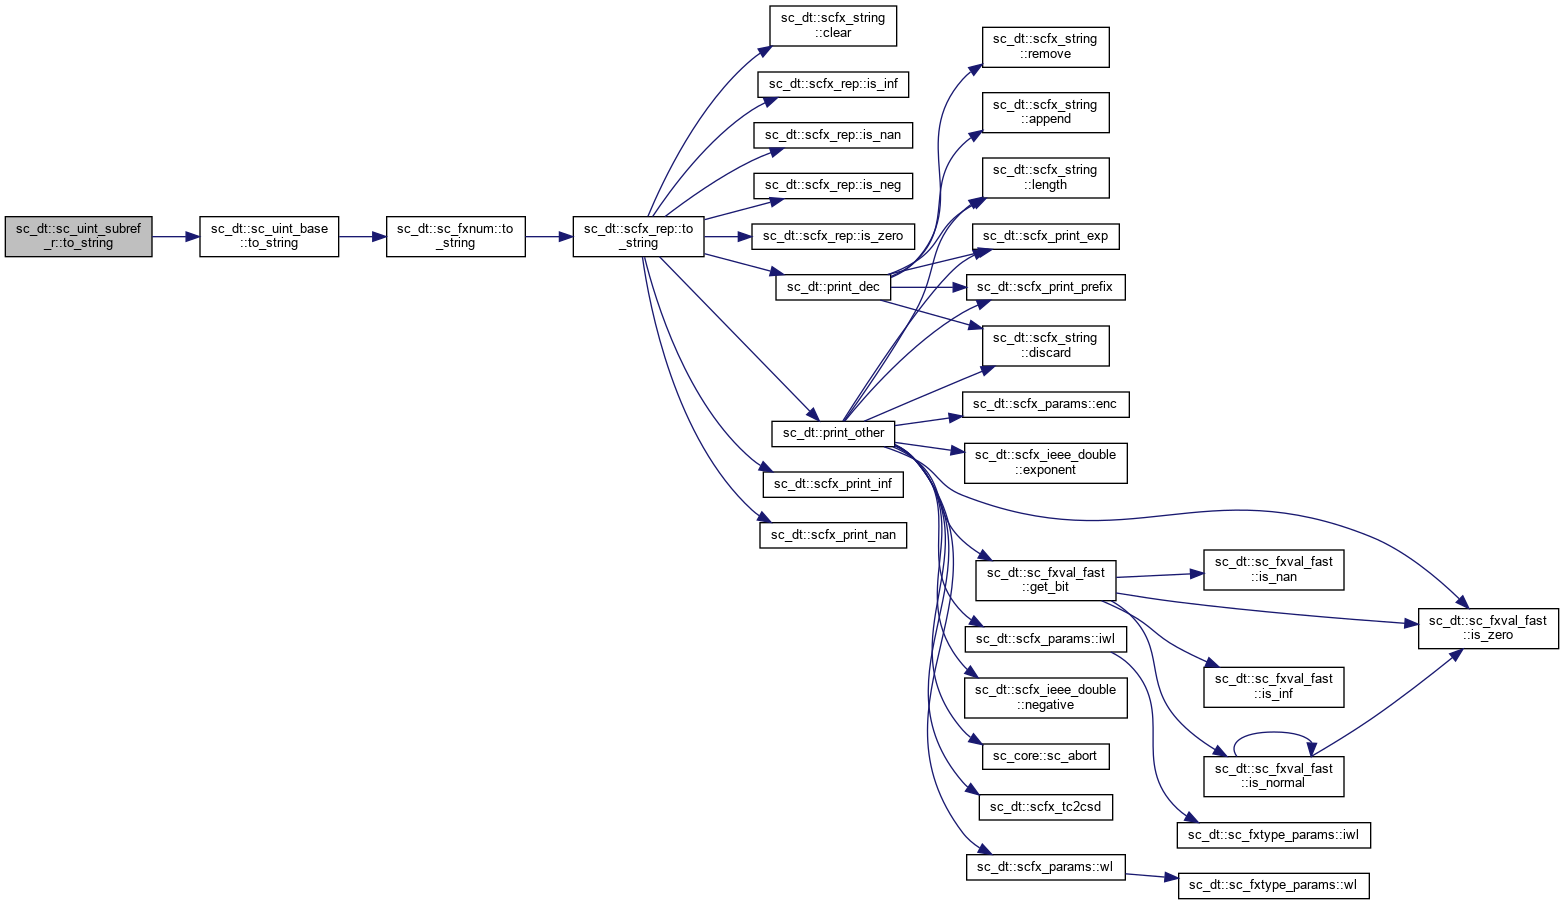 sc_dt::sc_uint_subref
_r::to_string
sc_dt::sc_uint_base
::to_string
sc_dt::sc_fxnum::to
_string
sc_dt::scfx_rep::to
_string
sc_dt::scfx_string
::clear
sc_dt::scfx_rep::is_inf
sc_dt::scfx_rep::is_nan
sc_dt::scfx_rep::is_neg
sc_dt::scfx_rep::is_zero
sc_dt::print_dec
sc_dt::print_other
sc_dt::scfx_print_inf
sc_dt::scfx_print_nan
sc_dt::scfx_string
::remove
sc_dt::scfx_string
::append
sc_dt::scfx_string
::length
sc_dt::scfx_print_exp
sc_dt::scfx_print_prefix
sc_dt::scfx_string
::discard
sc_dt::scfx_params::enc
sc_dt::scfx_ieee_double
::exponent
sc_dt::sc_fxval_fast
::get_bit
sc_dt::scfx_params::iwl
sc_dt::scfx_ieee_double
::negative
sc_core::sc_abort
sc_dt::scfx_tc2csd
sc_dt::scfx_params::wl
sc_dt::sc_fxval_fast
::is_nan
sc_dt::sc_fxval_fast
::is_inf
sc_dt::sc_fxval_fast
::is_normal
sc_dt::sc_fxtype_params::iwl
sc_dt::sc_fxtype_params::wl
sc_dt::sc_fxval_fast
::is_zero